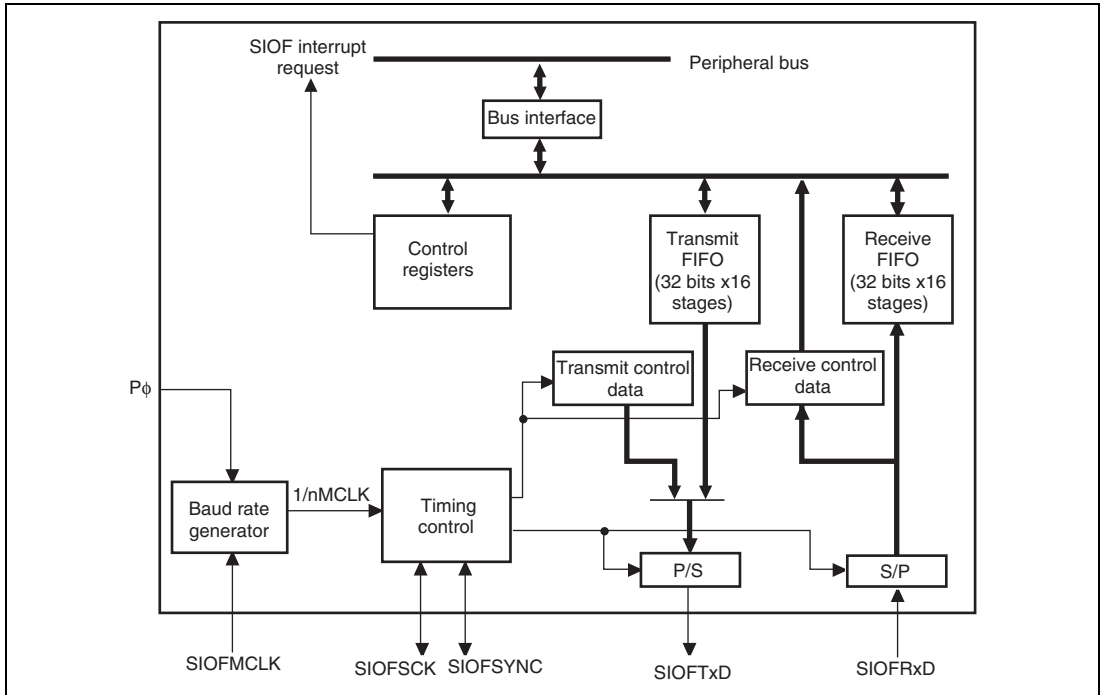 SIOF interrupt
request
Peripheral bus
Bus interface
Control
registers
Transmit
FIFO
(32 bits x16
stages)
Receive
FIFO
(32 bits x16
stages)
Transmit control
data
Receive control
data
Pϕ
Baud rate
generator
1/nMCLK
Timing
control
P/S
S/P
SIOFMCLK
SIOFSCK
SIOFSYNC
SIOFTxD
SIOFRxD